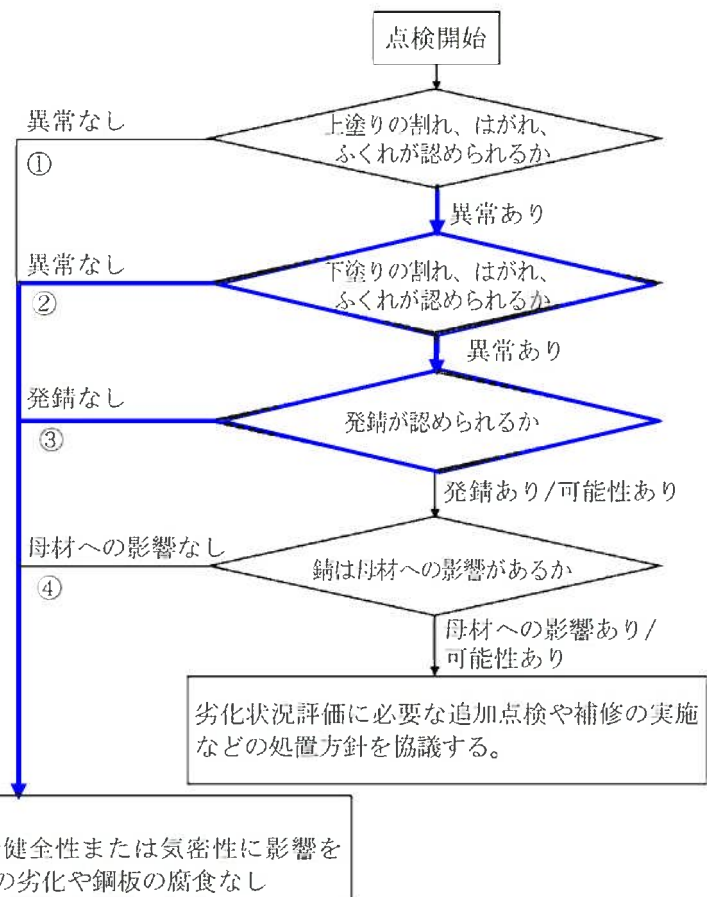 点検開始
異常なし
①
上塗りの割れ、はがれ、
ふくれが認められるか
異常あり
異常なし
②
下塗りの割れ、はがれ、
ふくれが認められるか
異常あり
発錆なし
③
発錆が認められるか
発錆あり/可能性あり
母材への影響なし
④
錆は母材への影響があるか
母材への影響あり/
可能性あり
劣化状況評価に必要な追加点検や補修の実施
などの処置方針を協議する。
健全性または気密性に影響を
の劣化や鋼板の腐食なし